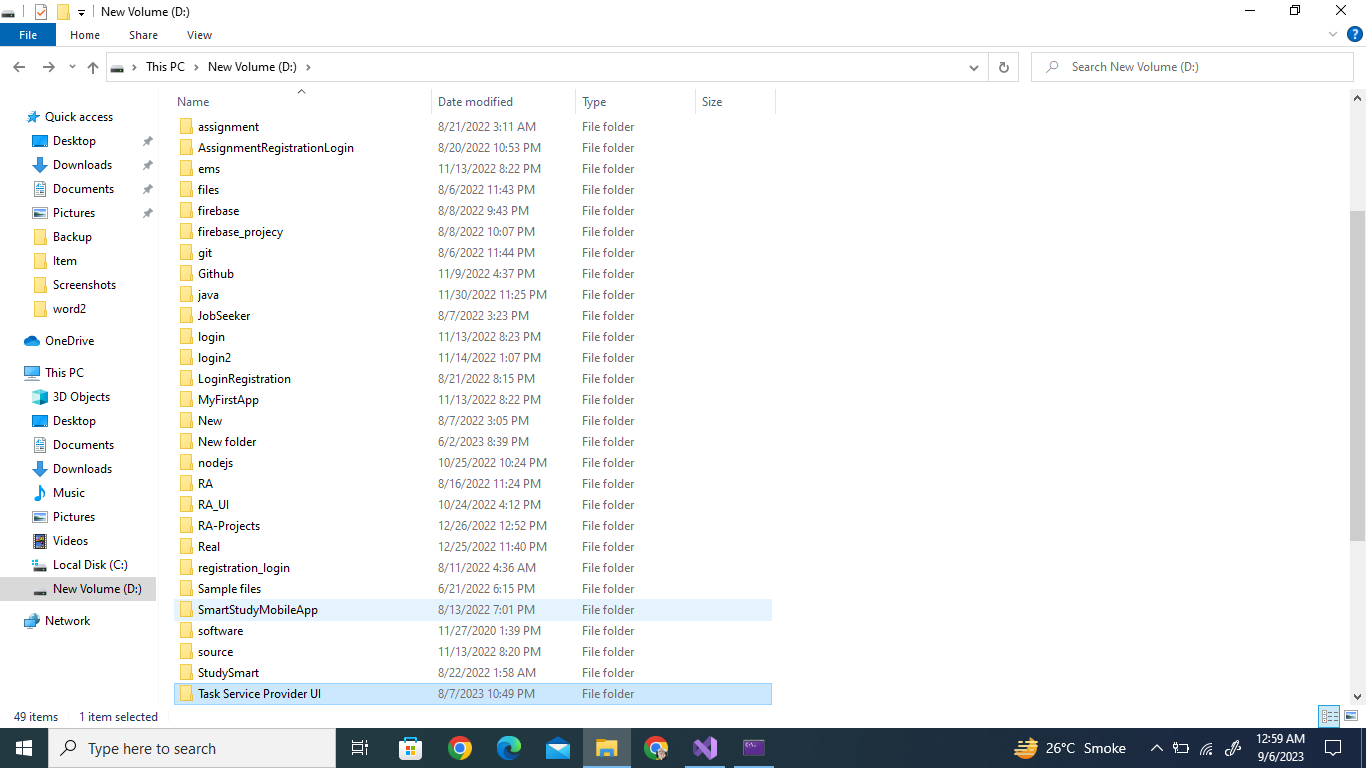 New Volume (D:)
File Home Share View
This PC New Volume (D:)
Search New Volume (D:)
Quick access
Desktop
Downloads
Documents
Pictures
Backup
Item
Screenshots
word2
OneDrive
This PC
3D Objects
Desktop
Documents
Downloads
Music
Pictures
Videos
Local Disk (C:)
New Volume (D:)
Network
Name Date modified Type Size
assignment 8/21/2022 3:11 AM File folder
AssignmentRegistrationLogin 8/20/2022 10:53 PM File folder
ems 11/13/2022 8:22 PM File folder
files 8/6/2022 11:43 PM File folder
firebase 8/8/2022 9:43 PM File folder
firebase_projecy 8/8/2022 10:07 PM File folder
git 8/6/2022 11:44 PM File folder
Github 11/9/2022 4:37 PM File folder
java 11/30/2022 11:25 PM File folder
JobSeeker 8/7/2022 3:23 PM File folder
login 11/13/2022 8:23 PM File folder
login2 11/14/2022 1:07 PM File folder
LoginRegistration 8/21/2022 8:15 PM File folder
MyFirstApp 11/13/2022 8:22 PM File folder
New 8/7/2022 3:05 PM File folder
New folder 6/2/2023 8:39 PM File folder
nodejs 10/25/2022 10:24 PM File folder
RA 8/16/2022 11:24 PM File folder
RA_UI 10/24/2022 4:12 PM File folder
RA-Projects 12/26/2022 12:52 PM File folder
Real 12/25/2022 11:40 PM File folder
registration_login 8/11/2022 4:36 AM File folder
Sample files 6/21/2022 6:15 PM File folder
SmartStudyMobileApp 8/13/2022 7:01 PM File folder
software 11/27/2020 1:39 PM File folder
source 11/13/2022 8:20 PM File folder
StudySmart 8/22/2022 1:58 AM File folder
Task Service Provider UI 8/7/2023 10:49 PM File folder
49 items 1 item selected
Type here to search
26°C Smoke
12:59 AM
9/6/2023